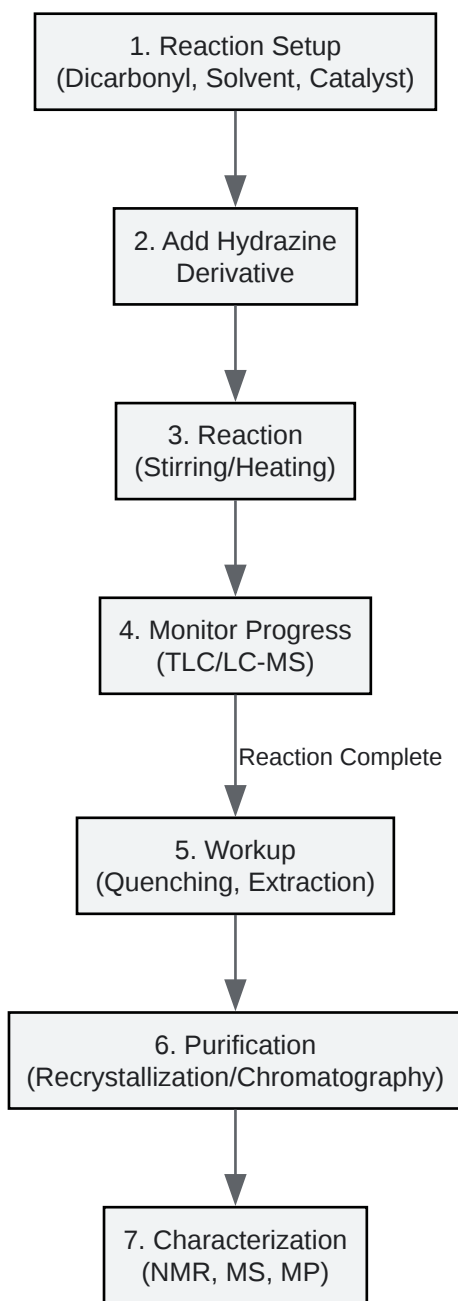 1. Reaction Setup
(Dicarbonyl, Solvent, Catalyst)
2. Add Hydrazine
Derivative
3. Reaction
(Stirring/Heating)
4. Monitor Progress
(TLC/LC-MS)
Reaction Complete
5. Workup
(Quenching, Extraction)
6. Purification
(Recrystallization/Chromatography)
7. Characterization
(NMR, MS, MP)